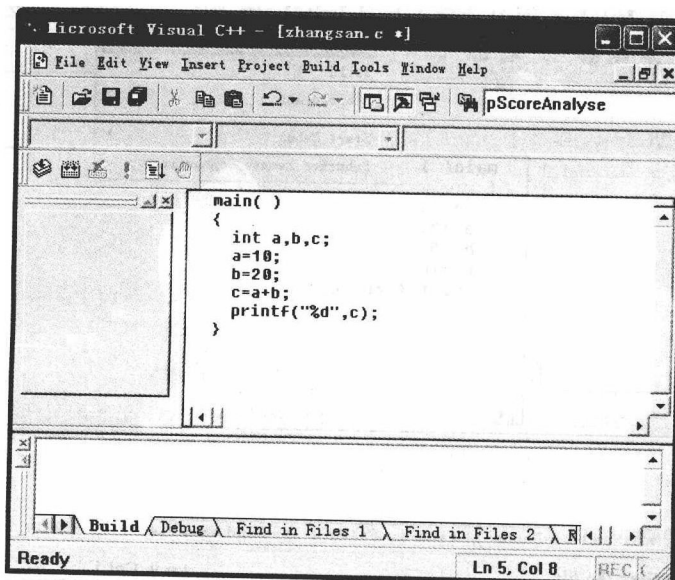 Microsoft Visual C++ - [zhangsan.c *]
File Edit View Insert Project Build Tools Window Help
pScoreAnalyse
main( )
{
int a,b,c;
a=10;
b=20;
c=a+b;
printf("%d",c);
}
Build Debug Find in Files 1 Find in Files 2 R
Ready
Ln 5, Col 8 REC C